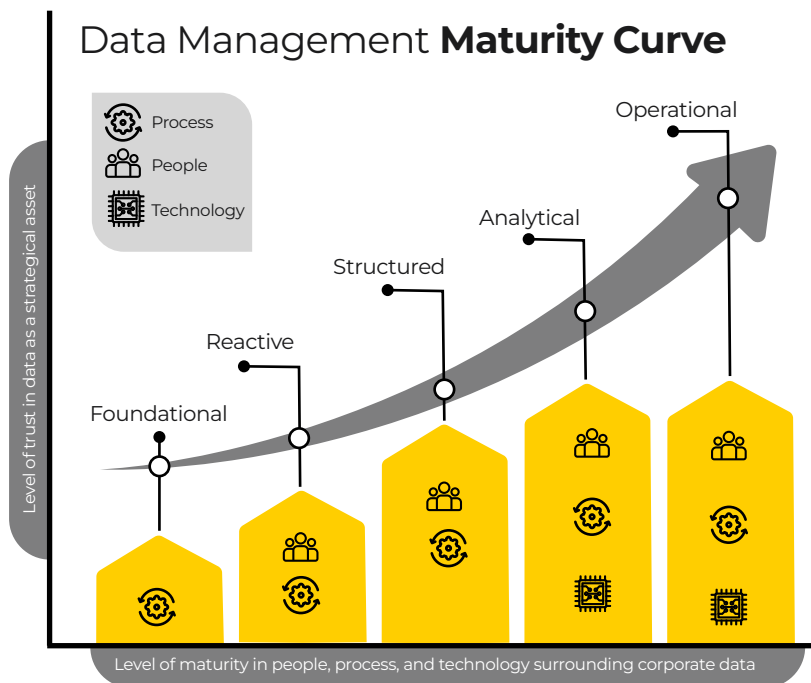 Data Management Maturity Curve
Process
People
Technology
Operational
Analytical
Structured
Reactive
Foundational
Level of trust in data as a strategical asset
Level of maturity in people, process, and technology surrounding corporate data